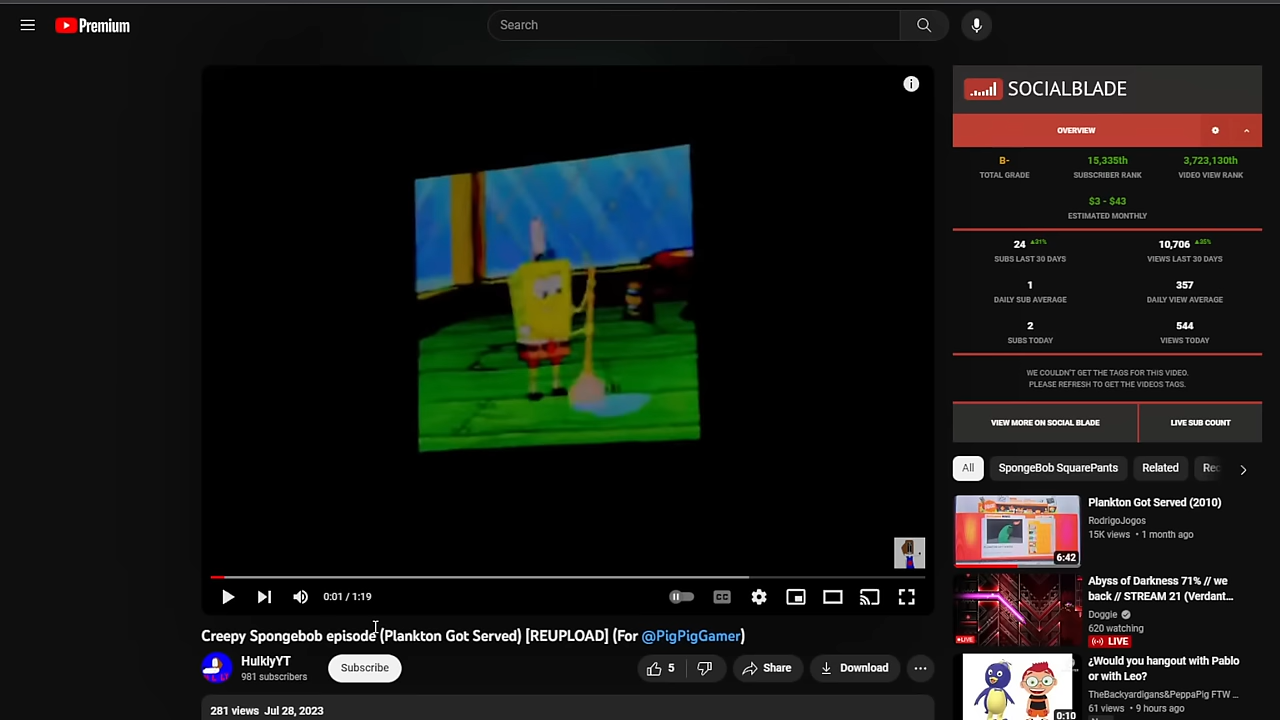 Premium
Search
SOCIALBLADE
OVERVIEW
B-
TOTAL GRADE
15,335th
SUBSCRIBER RANK
3,723,130th
VIDEO VIEW RANK
$3 - $43
ESTIMATED MONTHLY
24 ▲31%
SUBS LAST 30 DAYS
10,706 ▲35%
VIEWS LAST 30 DAYS
1
DAILY SUB AVERAGE
357
DAILY VIEW AVERAGE
2
SUBS TODAY
544
VIEWS TODAY
WE COULDN'T GET THE TAGS FOR THIS VIDEO.
PLEASE REFRESH TO GET THE VIDEOS TAGS.
VIEW MORE ON SOCIAL BLADE
LIVE SUB COUNT
All
SpongeBob SquarePants
Related
Rec
Plankton Got Served (2010)
RodrigoJogos
15K views • 1 month ago
6:42
Abyss of Darkness 71% // we
back // STREAM 21 (Verdant...
Doggie
620 watching
LIVE
LIVE
¿Would you hangout with Pablo
or with Leo?
TheBackyardigans&PeppaPig FTW ...
61 views • 9 hours ago
0:10
0:01 / 1:19
CC
Creepy Spongebob episode (Plankton Got Served) [REUPLOAD] (For @PigPigGamer)
HulklyYT
981 subscribers
Subscribe
5
Share
Download
281 views Jul 28, 2023